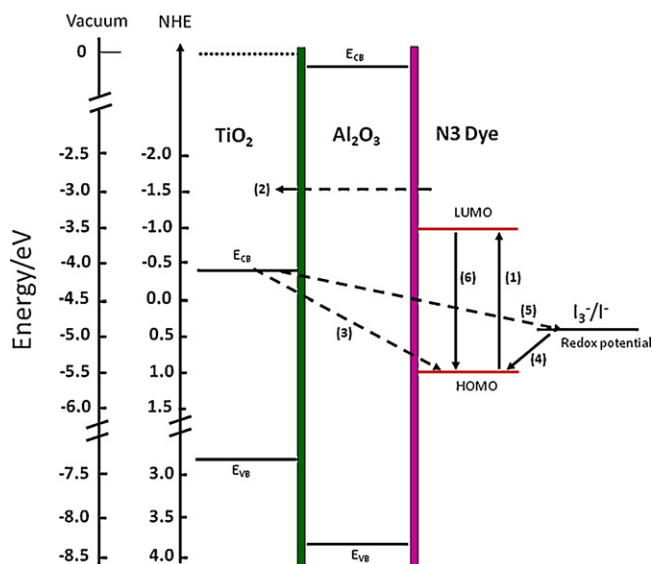 Vacuum NHE
0
E_CB
TiO₂ Al₂O₃ N3 Dye
-2.5 -2.0
-3.0 -1.5 (2)
LUMO
-3.5 -1.0
E_CB
-4.0 -0.5 (6) (1)
-4.5 0.0 (5) I₃⁻/I⁻
-5.0 0.5 (3) Redox potential
(4)
-5.5 1.0
HOMO
-6.0 1.5
-7.5 3.0
E_VB
-8.0 3.5
-8.5 4.0 E_VB
Energy/eV